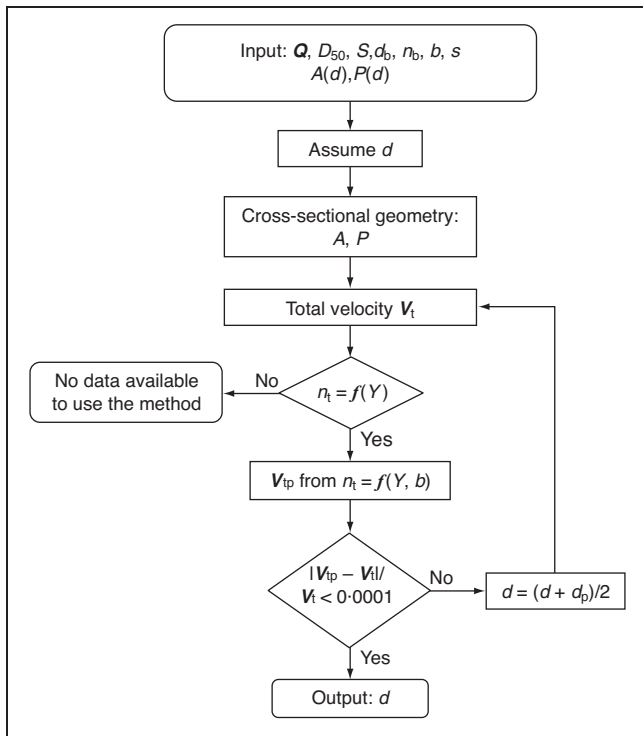 Input: Q, D50, S,db, nb, b, s
A(d),P(d)
Assume d
Cross-sectional geometry:
A, P
Total velocity Vt
No data available
to use the method
No
nt = f(Y)
Yes
Vtp from nt = f(Y, b)
|Vtp – Vt|/
Vt < 0·0001
No
d = (d + dp)/2
Yes
Output: d